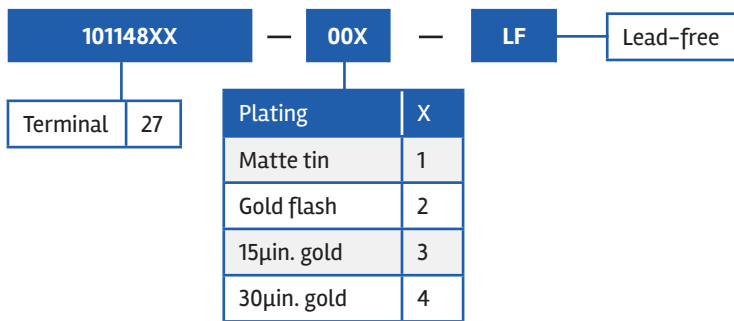 101148XX — 00X — LF Lead-free
Terminal 27
Plating X
Matte tin 1
Gold flash 2
15μin. gold 3
30μin. gold 4